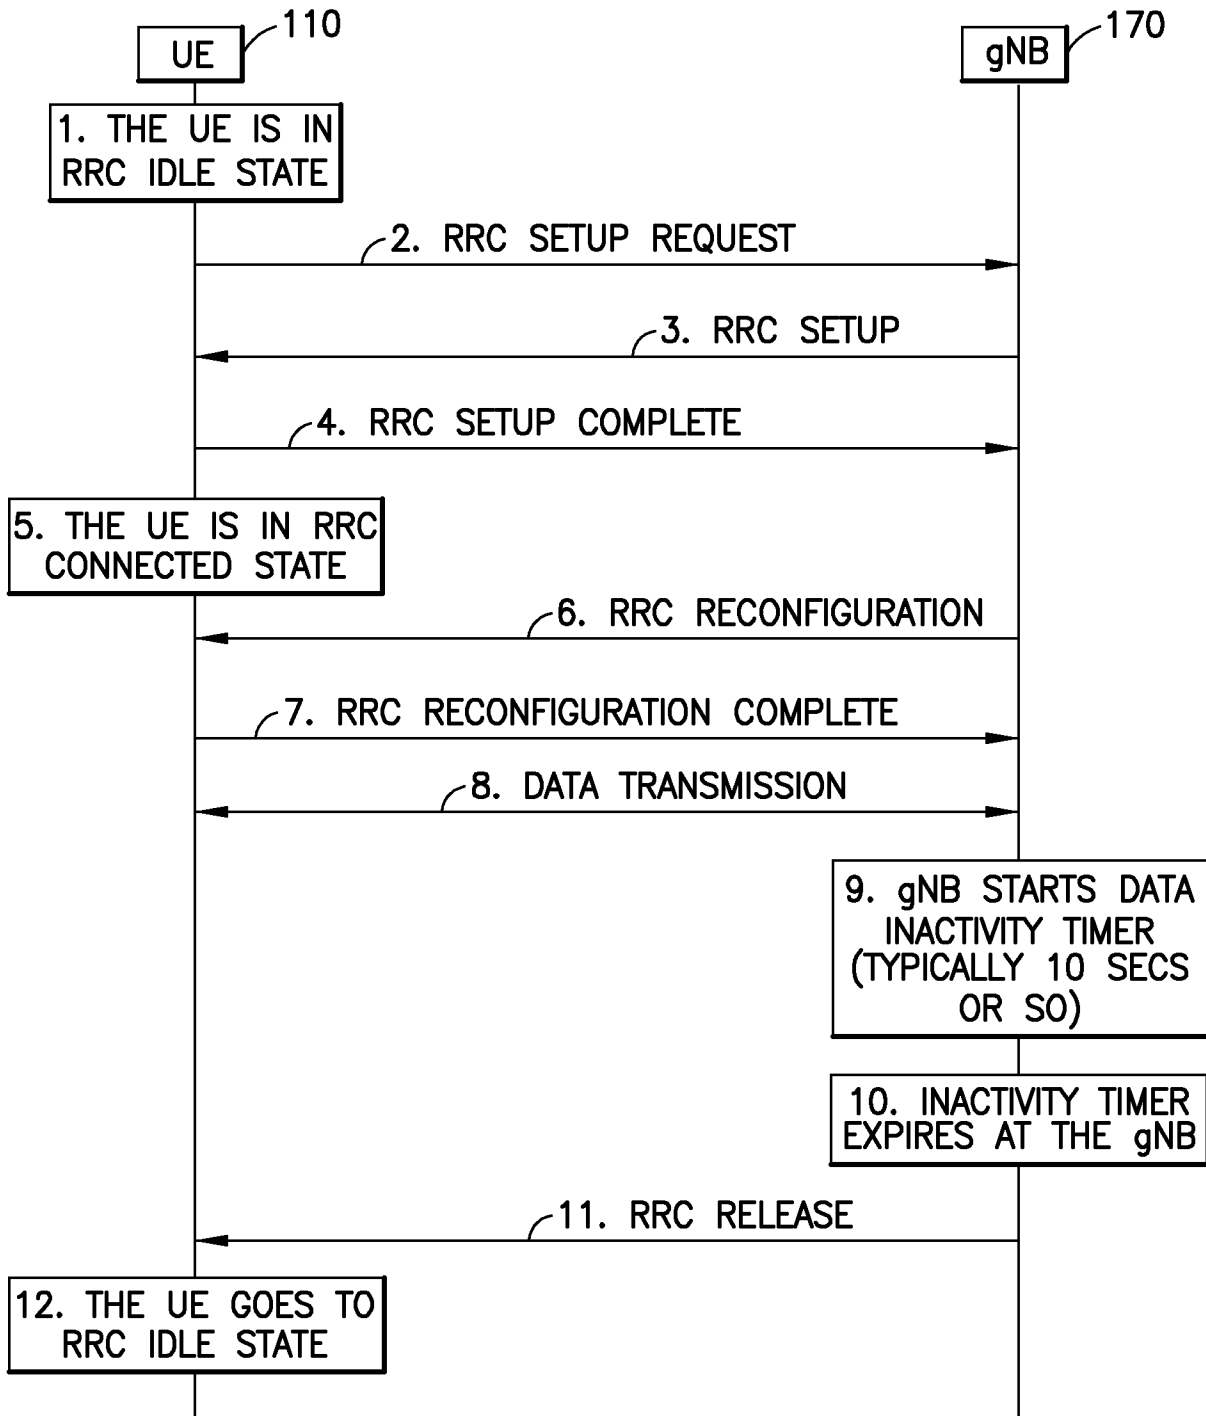 110
170
UE
gNB
1. THE UE IS IN
RRC IDLE STATE
2. RRC SETUP REQUEST
3. RRC SETUP
4. RRC SETUP COMPLETE
5. THE UE IS IN RRC
CONNECTED STATE
6. RRC RECONFIGURATION
7. RRC RECONFIGURATION COMPLETE
8. DATA TRANSMISSION
9. gNB STARTS DATA
INACTIVITY TIMER
(TYPICALLY 10 SECS
OR SO)
10. INACTIVITY TIMER
EXPIRES AT THE gNB
11. RRC RELEASE
12. THE UE GOES TO
RRC IDLE STATE